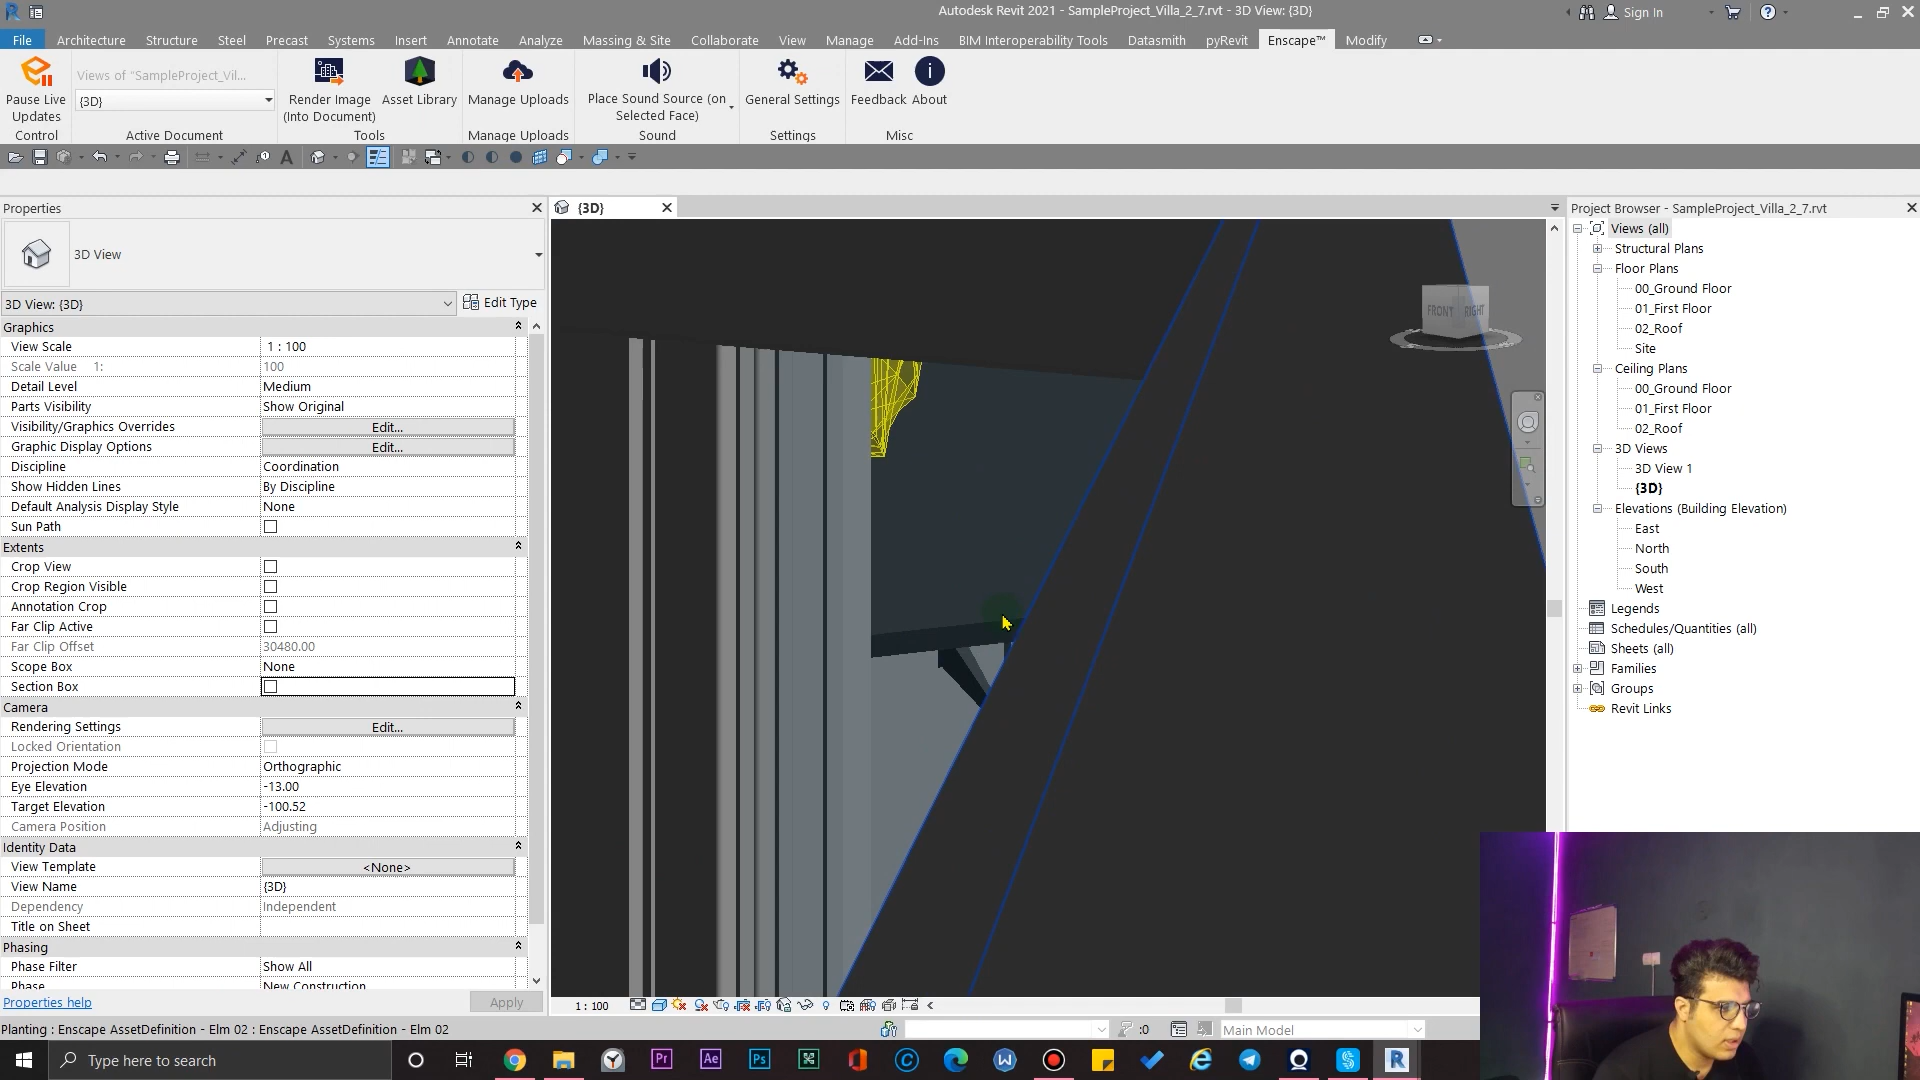 Autodesk Revit 2021 - SampleProject_Villa_2_7.rvt - 3D View: {3D}
Sign In
File Architecture Structure Steel Precast Systems Insert Annotate Analyze Massing & Site Collaborate View Manage Add-Ins BIM Interoperability Tools Datasmith pyRevit Enscape™ Modify
Views of "SampleProject_Vil...
{3D}
Pause Live
Updates
Render Image
(Into Document)
Asset Library
Manage Uploads
Place Sound Source (on
Selected Face)
General Settings
Feedback
About
Control
Active Document
Tools
Manage Uploads
Sound
Settings
Misc
Properties
{3D}
Project Browser - SampleProject_Villa_2_7.rvt
3D View
3D View: {3D}
Edit Type
Graphics
View Scale 1 : 100
Scale Value 1: 100
Detail Level Medium
Parts Visibility Show Original
Visibility/Graphics Overrides Edit...
Graphic Display Options Edit...
Discipline Coordination
Show Hidden Lines By Discipline
Default Analysis Display Style None
Sun Path
Extents
Crop View
Crop Region Visible
Annotation Crop
Far Clip Active
Far Clip Offset 30480.00
Scope Box None
Section Box
Camera
Rendering Settings Edit...
Locked Orientation
Projection Mode Orthographic
Eye Elevation -13.00
Target Elevation -100.52
Camera Position Adjusting
Identity Data
View Template <None>
View Name {3D}
Dependency Independent
Title on Sheet
Phasing
Phase Filter Show All
Phase New Construction
Properties help
Apply
FRONT RIGHT
Views (all)
Structural Plans
Floor Plans
00_Ground Floor
01_First Floor
02_Roof
Site
Ceiling Plans
00_Ground Floor
01_First Floor
02_Roof
3D Views
3D View 1
{3D}
Elevations (Building Elevation)
East
North
South
West
Legends
Schedules/Quantities (all)
Sheets (all)
Families
Groups
Revit Links
1 : 100
Planting : Enscape AssetDefinition - Elm 02 : Enscape AssetDefinition - Elm 02
:0
Main Model
Type here to search
Pr Ae Ps